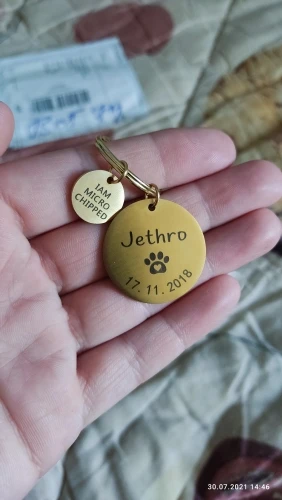 I AM
MICRO
CHIPPED
Jethro
17. 11. 2018
30.07.2021 14:46